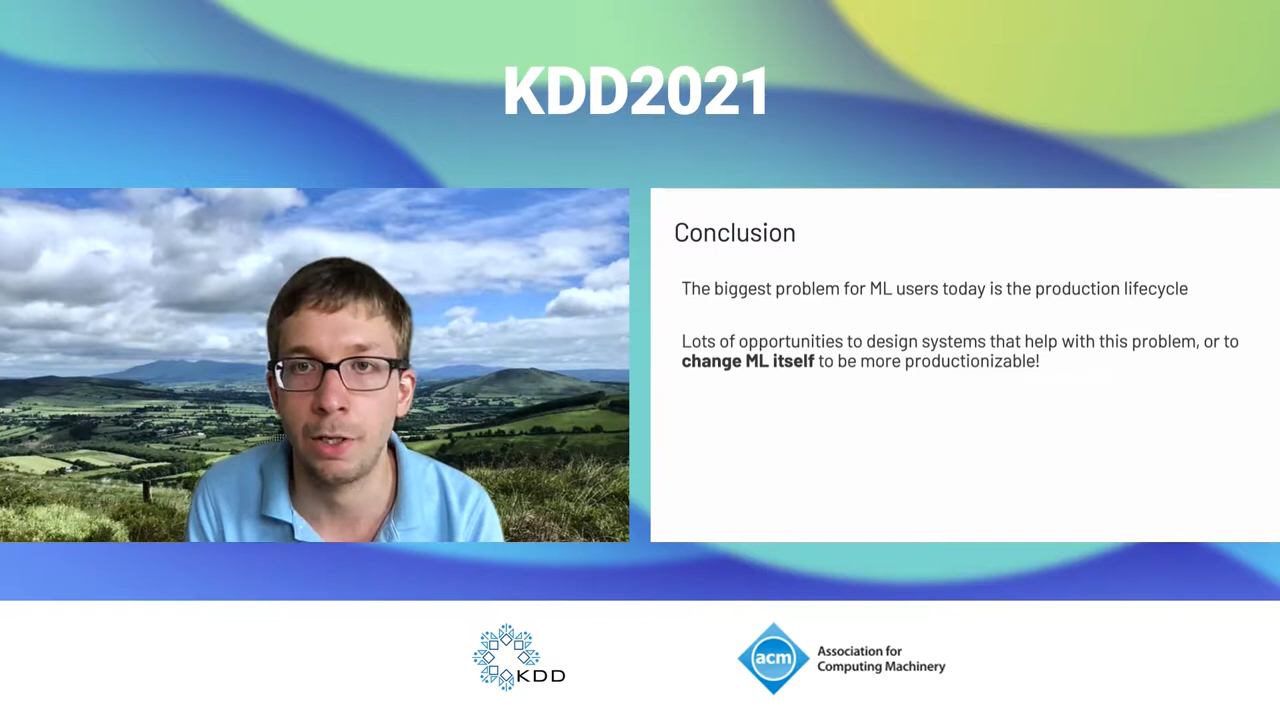 KDD2021
Conclusion
The biggest problem for ML users today is the production lifecycle
Lots of opportunities to design systems that help with this problem, or to
change ML itself to be more productionizable!
KDD
acm
Association for
Computing Machinery